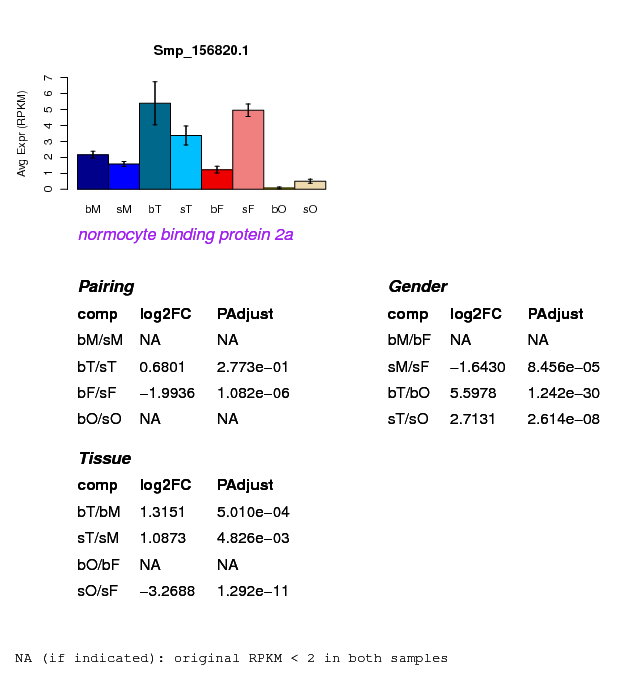 Smp_156820.1
Avg Expr (RPKM)
0 1 2 3 4 5 6 7
bM sM bT sT bF sF bO sO
normocyte binding protein 2a
Pairing
comp log2FC PAdjust
bM/sM NA NA
bT/sT 0.6801 2.773e−01
bF/sF −1.9936 1.082e−06
bO/sO NA NA
Gender
comp log2FC PAdjust
bM/bF NA NA
sM/sF −1.6430 8.456e−05
bT/bO 5.5978 1.242e−30
sT/sO 2.7131 2.614e−08
Tissue
comp log2FC PAdjust
bT/bM 1.3151 5.010e−04
sT/sM 1.0873 4.826e−03
bO/bF NA NA
sO/sF −3.2688 1.292e−11
NA (if indicated): original RPKM < 2 in both samples